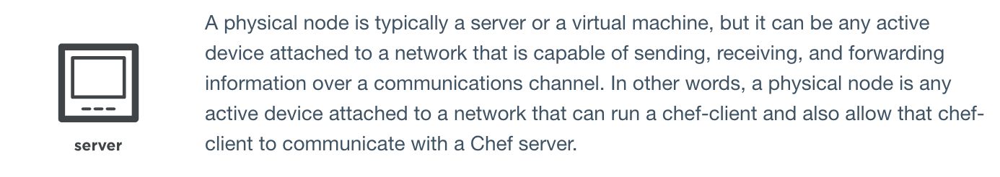 A physical node is typically a server or a virtual machine, but it can be any active
device attached to a network that is capable of sending, receiving, and forwarding
information over a communications channel. In other words, a physical node is any
active device attached to a network that can run a chef-client and also allow that chef-
client to communicate with a Chef server.
server